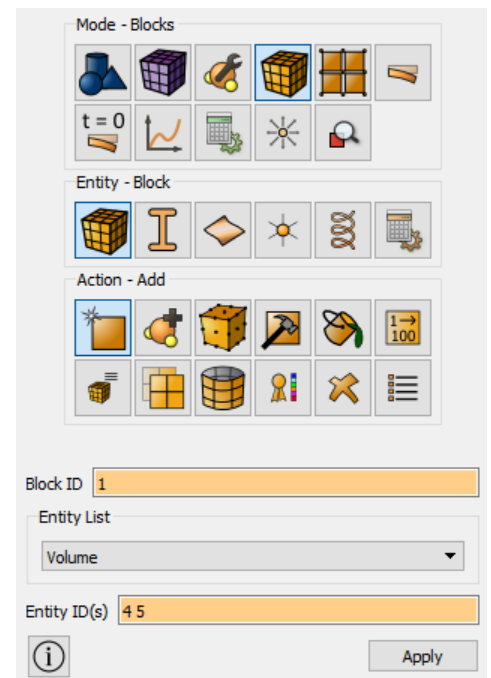 Mode - Blocks
t = 0
Entity - Block
Action - Add
1→
100
Block ID 1
Entity List
Volume
Entity ID(s) 4 5
i
Apply